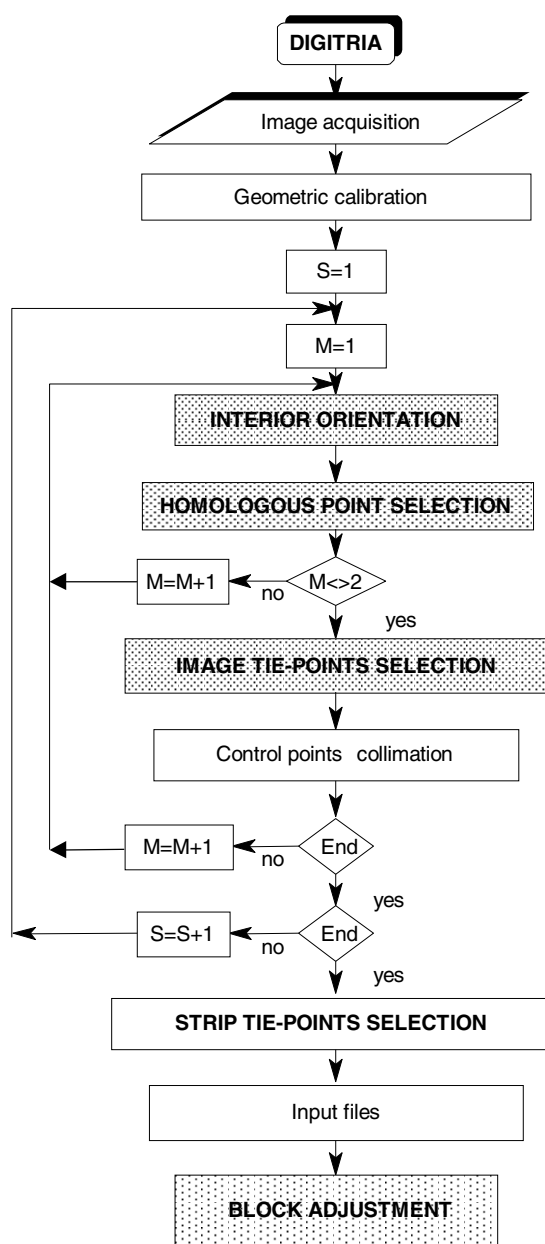 DIGITRIA
Image acquisition
Geometric calibration
S=1
M=1
INTERIOR ORIENTATION
HOMOLOGOUS POINT SELECTION
M=M+1
no
M<>2
yes
IMAGE TIE-POINTS SELECTION
Control points collimation
M=M+1
no
End
yes
S=S+1
no
End
yes
STRIP TIE-POINTS SELECTION
Input files
BLOCK ADJUSTMENT